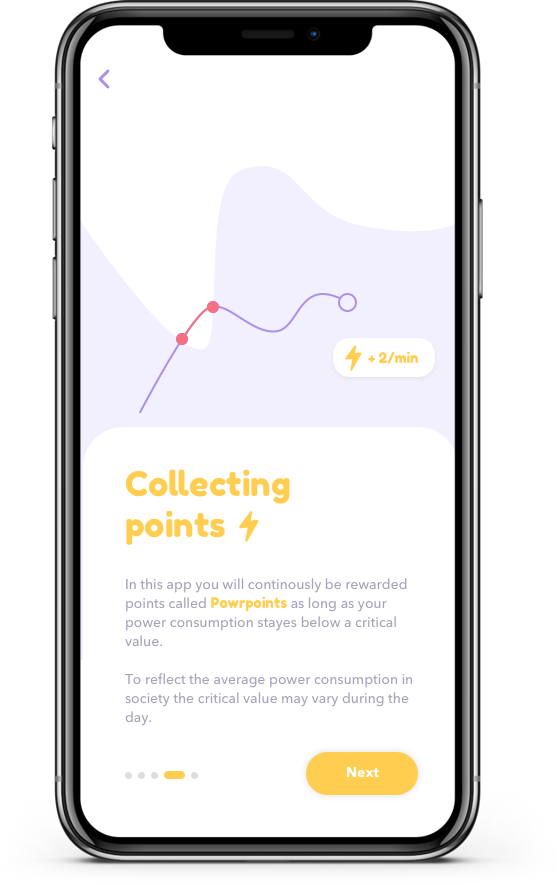 + 2/min
Collecting
points
In this app you will continously be rewarded
points called Powrpoints as long as your
power consumption stayes below a critical
value.
To reflect the average power consumption in
society the critical value may vary during the
day.
Next